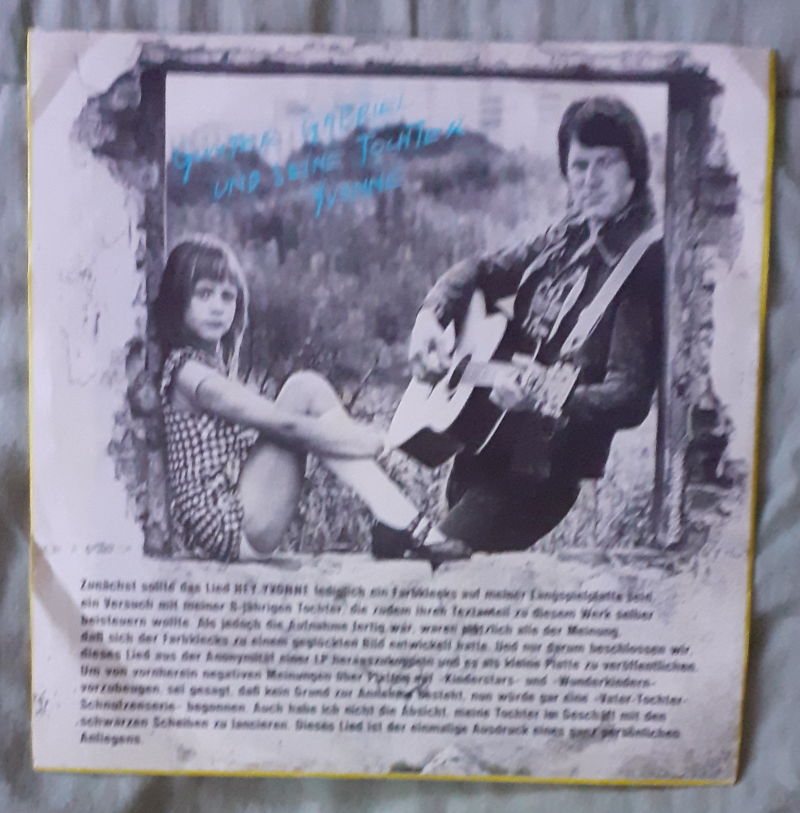 GUNTER GABRIEL
UND SEINE TOCHTER
YVONNE
Zunächst sollte das Lied HEY YVONNE lediglich ein Farbklecks auf meiner Langspielplatte sein,
ein Versuch mit meiner 8-jährigen Tochter, die zudem ihren Textanteil zu diesem Werk selber
beisteuern wollte. Als jedoch die Aufnahme fertig war, waren plötzlich alle der Meinung,
daß sich der Farbklecks zu einem geglückten Bild entwickelt hatte. Und nur darum beschlossen wir,
dieses Lied aus der Anonymität einer LP herauszukoppeln und es als kleine Platte zu veröffentlichen.
Um von vornherein negativen Meinungen über Platten mit »Kinderstars« und »Wunderkindern«
vorzubeugen, sei gesagt, daß kein Grund zur Annahme besteht, nun würde gar eine »Vater-Tochter-
Schnulzenserie« begonnen. Auch habe ich nicht die Absicht, meine Tochter im Geschäft mit den
schwarzen Scheiben zu lancieren. Dieses Lied ist der einmalige Ausdruck eines ganz persönlichen
Anliegens.